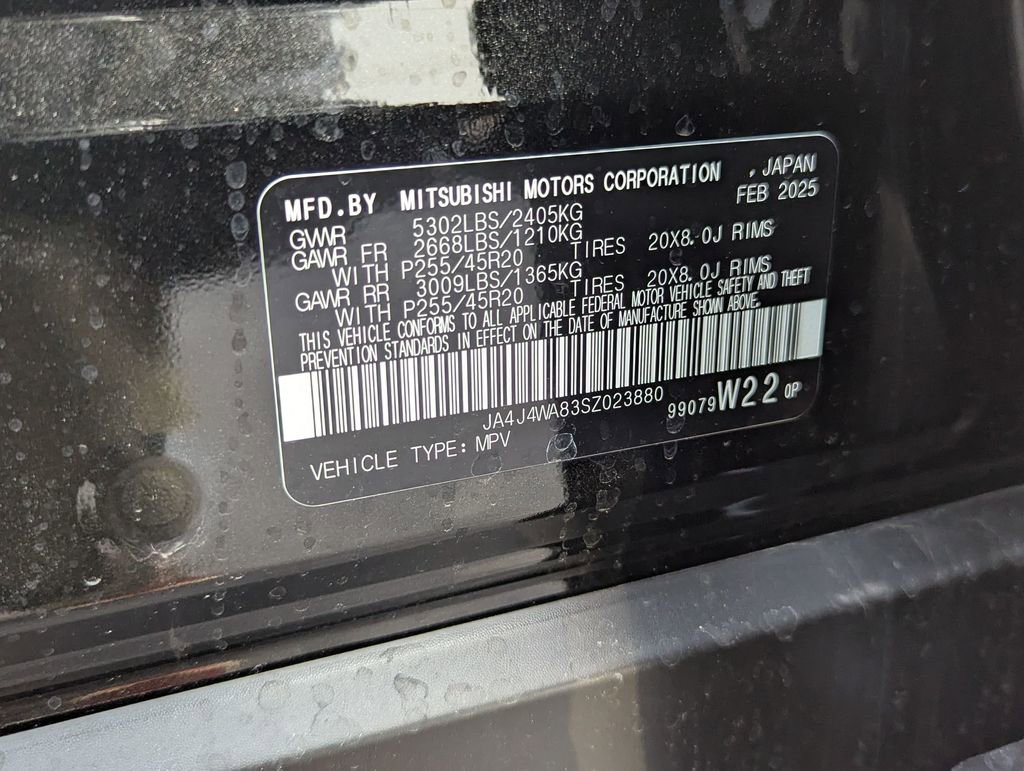 MFD.BY MITSUBISHI MOTORS CORPORATION , JAPAN
FEB 2025
GVWR 5302LBS/2405KG
GAWR FR 2668LBS/1210KG
WITH P255/45R20 TIRES 20X8.0J RIMS
GAWR RR 3009LBS/1365KG
WITH P255/45R20 TIRES 20X8.0J RIMS
THIS VEHICLE CONFORMS TO ALL APPLICABLE FEDERAL MOTOR VEHICLE SAFETY AND THEFT
PREVENTION STANDARDS IN EFFECT ON THE DATE OF MANUFACTURE SHOWN ABOVE.
JA4J4WA83SZ023880 99079W22 0P
VEHICLE TYPE: MPV